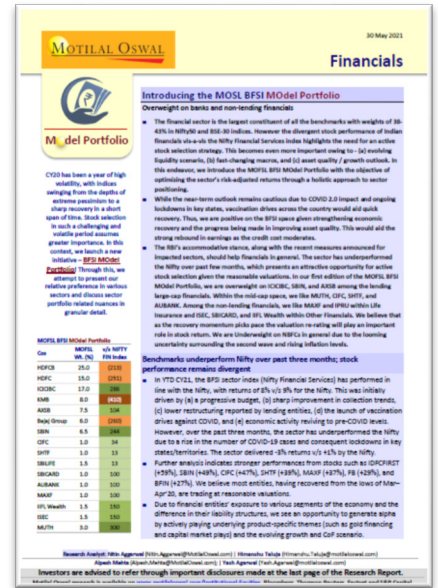 30 May 2021
MOTILAL OSWAL
Financials
M del Portfolio
CY20 has been a year of high
volatility, with indices
swinging from the depths of
extreme pessimism to a
sharp recovery in a short
span of time. Stock selection
in such a challenging and
volatile period assumes
greater importance. In this
context, we launch a new
initiative – BFSI MOdel
Portfolio! Through this, we
attempt to present our
relative preference in various
sectors and discuss sector
portfolio related nuances in
granular detail.
MOFSL BFSI MOdel Portfolio
Cos MOFSL Wt. (%) v/s NIFTY FIN Index
HDFCB 25.0 (213)
HDFC 15.0 (251)
ICICIBC 17.0
KMB 8.0 (410)
AXSB 7.5 104
Bajaj Group 6.0 (260)
SBIN 6.5 244
CIFC 1.0 34
SHTF 1.0 13
SBILIFE 1.5 13
SBICARD 1.0 100
AUBANK 1.0 100
MAXF 1.0 100
IIFL Wealth 1.5 150
ISEC 1.5 150
MUTH 3.0 300
Introducing the MOSL BFSI MOdel Portfolio
Overweight on banks and non-lending financials
The financial sector is the largest constituent of all the benchmarks with weights of 38-
43% in Nifty50 and BSE-30 indices. However the divergent stock performance of Indian
financials vis-a-vis the Nifty Financial Services Index highlights the need for an active
stock selection strategy. This becomes even more important owing to - (a) evolving
liquidity scenario, (b) fast-changing macros, and (c) asset quality / growth outlook. In
this endeavor, we introduce the MOSL BFSI MOdel Portfolio with the objective of
optimizing the sector's risk-adjusted returns through a holistic approach to sector
positioning.
While the near-term outlook remains cautious due to COVID 2.0 impact and ongoing
lockdowns in key states, vaccination drives across the country would aid quick
recovery. Thus, we are positive on the BFSI space given strengthening economic
recovery and the progress being made in improving asset quality. This would aid the
strong rebound in earnings as the credit cost moderates.
The RBI's accommodative stance, along with the recent measures announced for
impacted sectors, should help financials in general. The sector has underperformed
the Nifty over past few months, which presents an attractive opportunity for active
stock selection given the reasonable valuations. In our first edition of the MOFSL BFSI
MOdel Portfolio, we are overweight on ICICIBC, SBIN, and AXSB among the lending
large-cap financials. Within the mid-cap space, we like MUTH, CIFC, SHTF, and
AUBANK. Among the non-lending financials, we like MAXF and IPRU within Life
Insurance and ISEC, SBICARD, and IIFL Wealth within Other Financials. We believe that
as the recovery momentum picks pace the valuation re-rating will play an important
role in stock return. We are Underweight on NBFCs in general due to the looming
uncertainty surrounding the second wave and rising inflation levels.
Benchmarks underperform Nifty over past three months; stock
performance remains divergent
In YTD CY21, the BFSI sector index (Nifty Financial Services) has performed in
line with the Nifty, with returns of 8% v/s 9% for the Nifty. This was initially
driven by (a) a progressive budget, (b) sharp improvement in collection trends,
(c) lower restructuring reported by lending entities, (d) the launch of vaccination
drives against COVID, and (e) economic activity reviving to pre-COVID levels.
However, over the past three months, the sector has underperformed the Nifty
due to a rise in the number of COVID-19 cases and consequent lockdowns in key
states/territories. The sector delivered -3% returns v/s +1% by the Nifty.
Further analysis indicates stronger performances from stocks such as IDFCFIRST
(+59%), SBIN (+48%), CIFC (+47%), SHTF (+38%), MAXF (+37%), FB (+29%), and
BFIN (+27%). We believe most entities, having recovered from the lows of Mar–
Apr'20, are trading at reasonable valuations.
Due to financial entities' exposure to various segments of the economy and the
difference in their liability structures, we see an opportunity to generate alpha
by actively playing underlying product-specific themes (such as gold financing
and capital market plays) and the evolving growth and CoF scenario.
Research Analyst: Nitin Aggarwal (Nitin.Aggarwal@MotilalOswal.com) | Himanshu Taluja (Himanshu.Taluja@motilaloswal.com)
Alpesh Mehta (Alpesh.Mehta@MotilalOswal.com) | Yash Agarwal (Yash.Agarwal@motilaloswal.com)
Investors are advised to refer through important disclosures made at the last page of the Research Report.